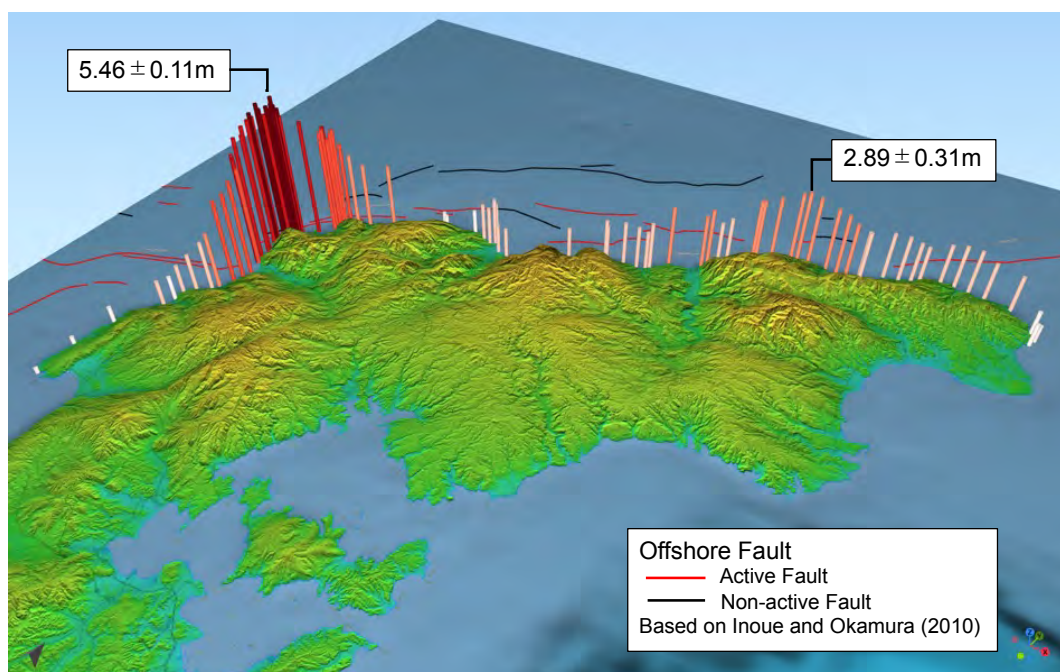 5.46±0.11m
2.89±0.31m
Offshore Fault
Active Fault
Non-active Fault
Based on Inoue and Okamura (2010)